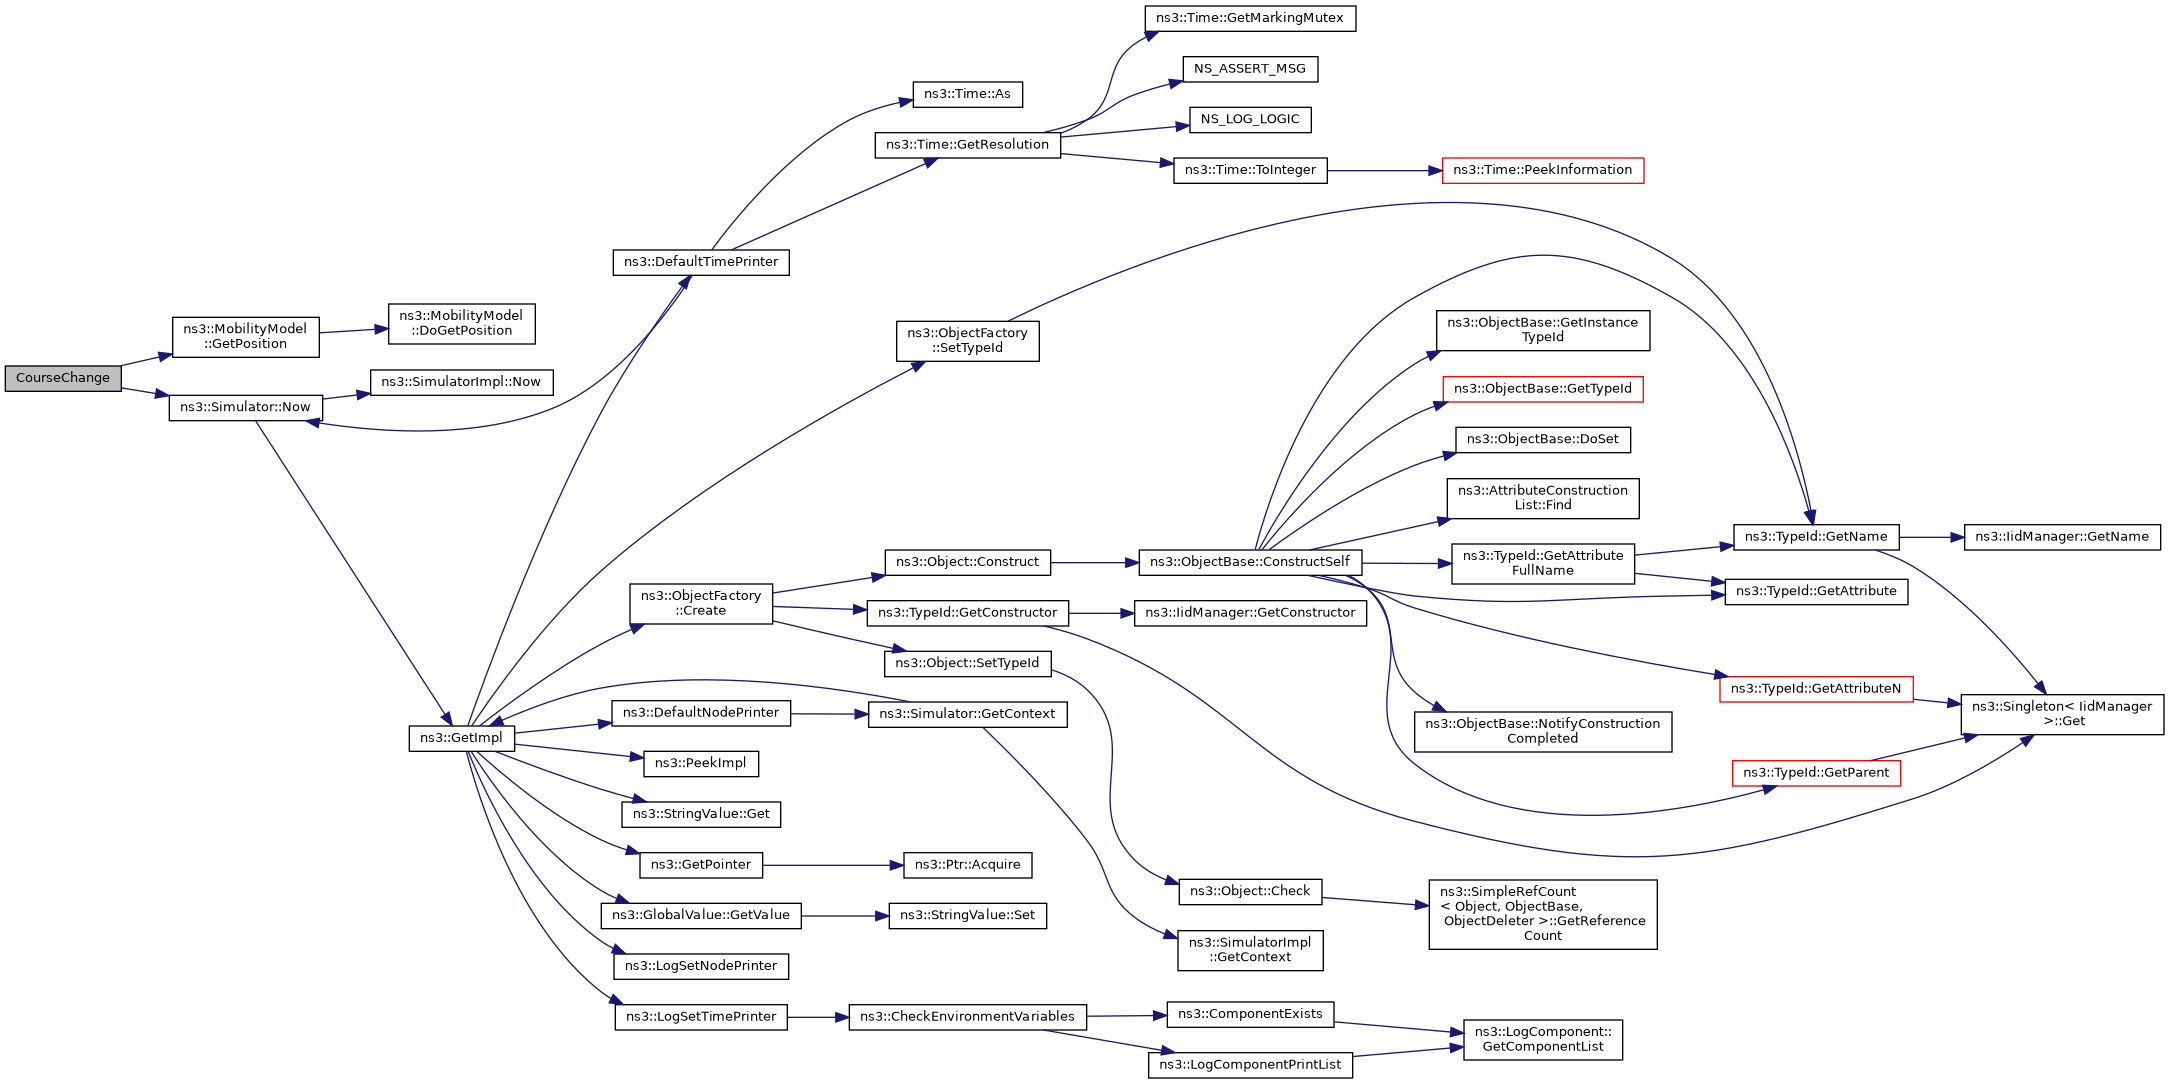 CourseChange
ns3::MobilityModel
::GetPosition
ns3::MobilityModel
::DoGetPosition
ns3::Simulator::Now
ns3::SimulatorImpl::Now
ns3::GetImpl
ns3::DefaultTimePrinter
ns3::Time::As
ns3::Time::GetResolution
ns3::Time::GetMarkingMutex
NS_ASSERT_MSG
NS_LOG_LOGIC
ns3::Time::ToInteger
ns3::Time::PeekInformation
ns3::ObjectFactory
::SetTypeId
ns3::ObjectFactory
::Create
ns3::Object::Construct
ns3::TypeId::GetConstructor
ns3::Object::SetTypeId
ns3::ObjectBase::ConstructSelf
ns3::IidManager::GetConstructor
ns3::ObjectBase::GetInstance
TypeId
ns3::ObjectBase::GetTypeId
ns3::ObjectBase::DoSet
ns3::AttributeConstruction
List::Find
ns3::TypeId::GetAttribute
FullName
ns3::TypeId::GetName
ns3::IidManager::GetName
ns3::TypeId::GetAttribute
ns3::TypeId::GetAttributeN
ns3::Singleton< IidManager
>::Get
ns3::ObjectBase::NotifyConstruction
Completed
ns3::TypeId::GetParent
ns3::DefaultNodePrinter
ns3::Simulator::GetContext
ns3::PeekImpl
ns3::StringValue::Get
ns3::GetPointer
ns3::Ptr::Acquire
ns3::GlobalValue::GetValue
ns3::StringValue::Set
ns3::LogSetNodePrinter
ns3::LogSetTimePrinter
ns3::CheckEnvironmentVariables
ns3::Object::Check
ns3::SimpleRefCount
< Object, ObjectBase,
ObjectDeleter >::GetReference
Count
ns3::SimulatorImpl
::GetContext
ns3::ComponentExists
ns3::LogComponentPrintList
ns3::LogComponent::
GetComponentList